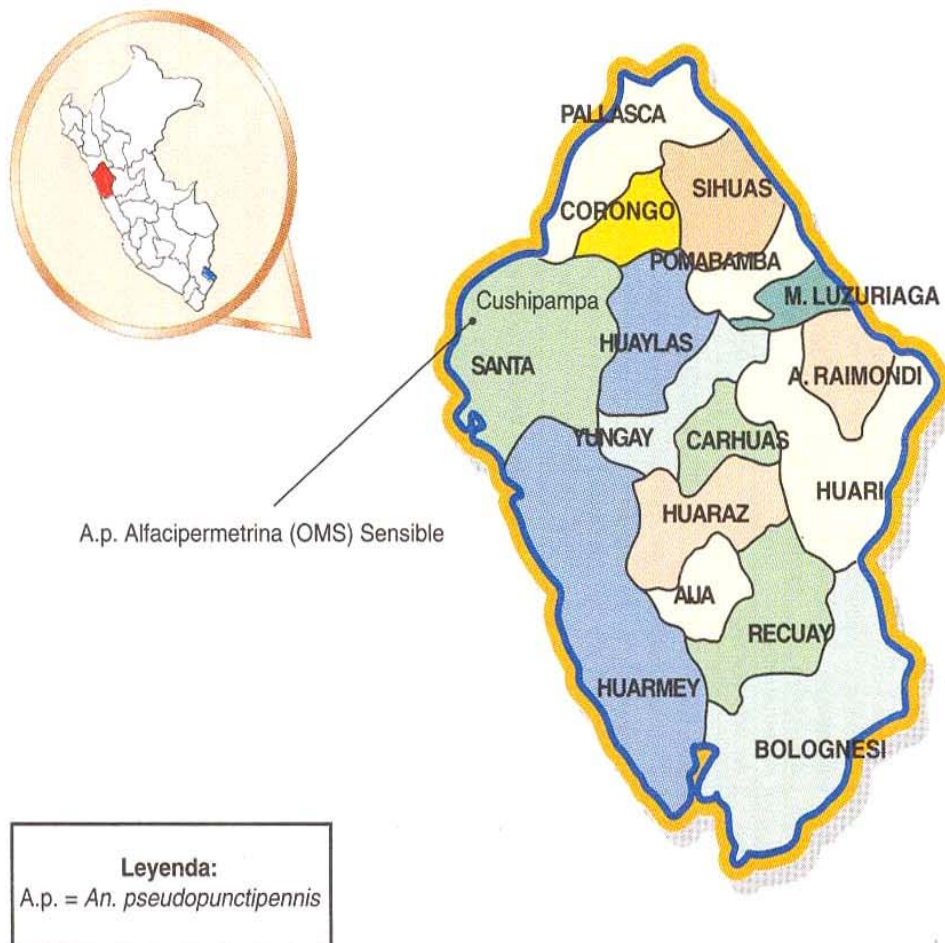 PALLASCA
SIHUAS
CORONGO
POMABAMBA
M. LUZURIAGA
Cushipampa
HUAYLAS
SANTA
A. RAIMONDI
YUNGAY
CARHUAS
HUARI
HUARAZ
A.p. Alfacipermetrina (OMS) Sensible
AIJA
RECUAY
HUARMEY
BOLOGNESI
Leyenda:
A.p. = An. pseudopunctipennis